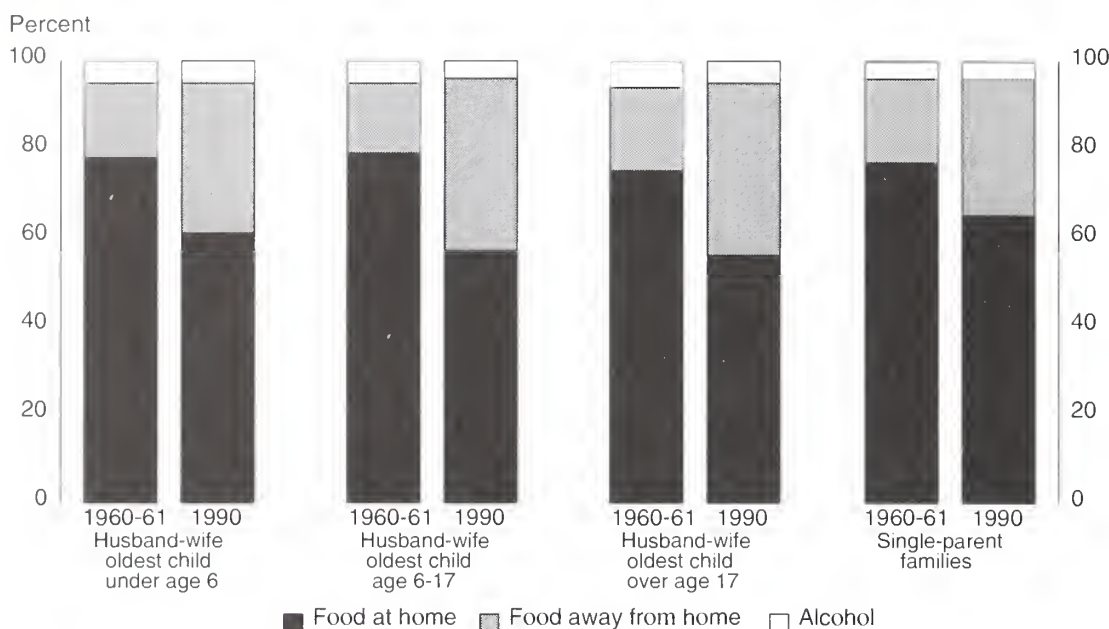 Percent
100 100
80 80
60 60
40 40
20 20
0 0
1960-61 1990 1960-61 1990 1960-61 1990 1960-61 1990
Husband-wife Husband-wife Husband-wife Single-parent
oldest child oldest child oldest child families
under age 6 age 6-17 over age 17
Food at home Food away from home Alcohol